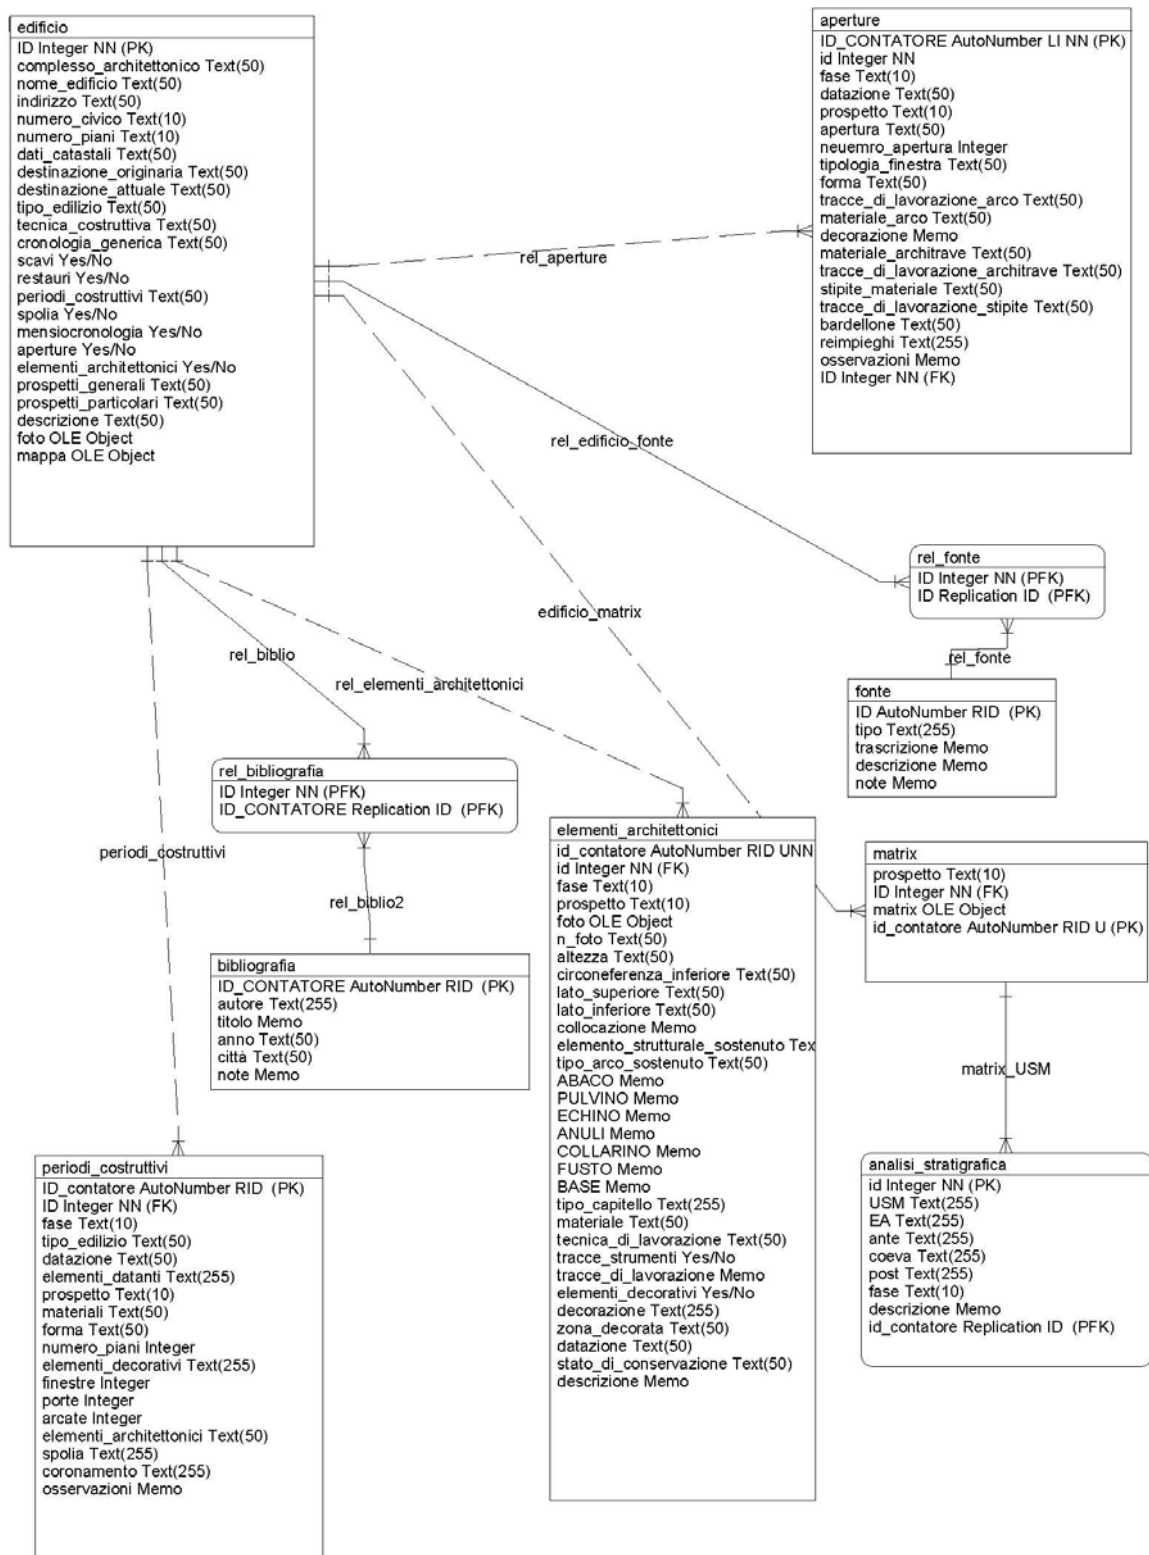 edificio
ID Integer NN (PK)
complesso_architettonico Text(50)
nome_edificio Text(50)
indirizzo Text(50)
numero_civico Text(10)
numero_piani Text(10)
dati_catastali Text(50)
destinazione_originaria Text(50)
destinazione_attuale Text(50)
tipo_edilizio Text(50)
tecnica_costruttiva Text(50)
cronologia_generica Text(50)
scavi Yes/No
restauri Yes/No
periodi_costruttivi Text(50)
spolia Yes/No
mensiocronologia Yes/No
aperture Yes/No
elementi_architettonici Yes/No
prospetti_generali Text(50)
prospetti_particolari Text(50)
descrizione Text(50)
foto OLE Object
mappa OLE Object
aperture
ID_CONTATORE AutoNumber LI NN (PK)
id Integer NN
fase Text(10)
datazione Text(50)
prospetto Text(10)
apertura Text(50)
neuemro_apertura Integer
tipologia_finestra Text(50)
forma Text(50)
tracce_di_lavorazione_arco Text(50)
materiale_arco Text(50)
decorazione Memo
materiale_architrave Text(50)
tracce_di_lavorazione_architrave Text(50)
stipite_materiale Text(50)
tracce_di_lavorazione_stipite Text(50)
bardellone Text(50)
reimpieghi Text(255)
osservazioni Memo
ID Integer NN (FK)
rel_aperture
rel_edificio_fonte
edificio_matrix
rel_biblio
rel_elementi_architettonici
periodi_costruttivi
rel_fonte
ID Integer NN (PFK)
ID Replication ID (PFK)
rel_fonte
fonte
ID AutoNumber RID (PK)
tipo Text(255)
trascrizione Memo
descrizione Memo
note Memo
rel_bibliografia
ID Integer NN (PFK)
ID_CONTATORE Replication ID (PFK)
rel_biblio2
bibliografia
ID_CONTATORE AutoNumber RID (PK)
autore Text(255)
titolo Memo
anno Text(50)
città Text(50)
note Memo
elementi_architettonici
id_contatore AutoNumber RID UNN
id Integer NN (FK)
fase Text(10)
prospetto Text(10)
foto OLE Object
n_foto Text(50)
altezza Text(50)
circoneferenza_inferiore Text(50)
lato_superiore Text(50)
lato_inferiore Text(50)
collocazione Memo
elemento_strutturale_sostenuto Tex
tipo_arco_sostenuto Text(50)
ABACO Memo
PULVINO Memo
ECHINO Memo
ANULI Memo
COLLARINO Memo
FUSTO Memo
BASE Memo
tipo_capitello Text(255)
materiale Text(50)
tecnica_di_lavorazione Text(50)
tracce_strumenti Yes/No
tracce_di_lavorazione Memo
elementi_decorativi Yes/No
decorazione Text(255)
zona_decorata Text(50)
datazione Text(50)
stato_di_conservazione Text(50)
descrizione Memo
matrix
prospetto Text(10)
ID Integer NN (FK)
matrix OLE Object
id_contatore AutoNumber RID U (PK)
matrix_USM
analisi_stratigrafica
id Integer NN (PK)
USM Text(255)
EA Text(255)
ante Text(255)
coeva Text(255)
post Text(255)
fase Text(10)
descrizione Memo
id_contatore Replication ID (PFK)
periodi_costruttivi
ID_contatore AutoNumber RID (PK)
ID Integer NN (FK)
fase Text(10)
tipo_edilizio Text(50)
datazione Text(50)
elementi_datanti Text(255)
prospetto Text(10)
materiali Text(50)
forma Text(50)
numero_piani Integer
elementi_decorativi Text(255)
finestre Integer
porte Integer
arcate Integer
elementi_architettonici Text(50)
spolia Text(255)
coronamento Text(255)
osservazioni Memo